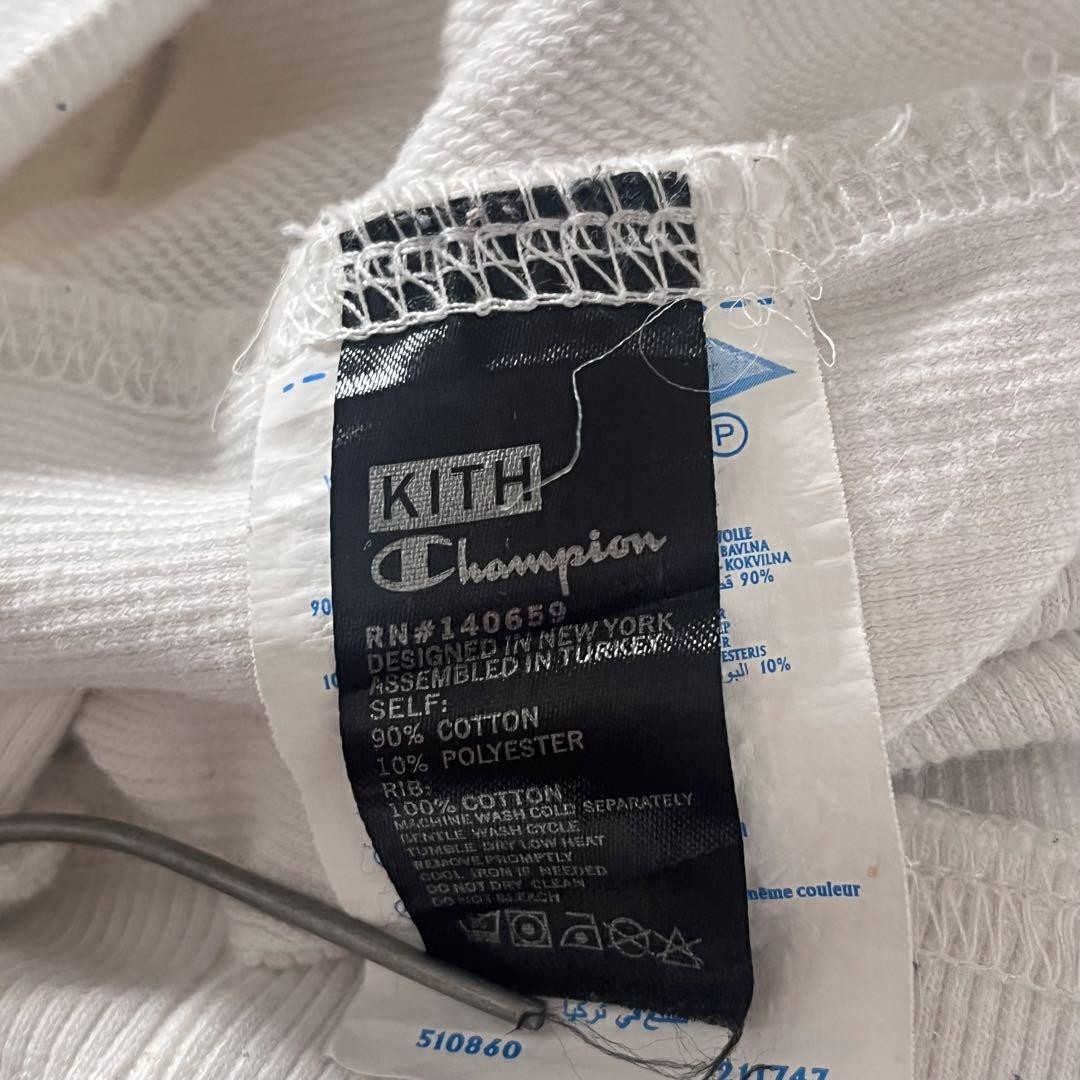 KITH
Champion
RN#140659
DESIGNED IN NEW YORK
ASSEMBLED IN TURKEY
SELF:
90% COTTON
10% POLYESTER
RIB:
100% COTTON
MACHINE WASH COLD SEPARATELY
GENTLE WASH CYCLE
TUMBLE DRY LOW HEAT
REMOVE PROMPTLY
COOL IRON IF NEEDED
DO NOT DRY CLEAN
DO NOT BLEACH
P
BAVLNA
KOKVILNA
90%
10%
même couleur
في تركيا
510860